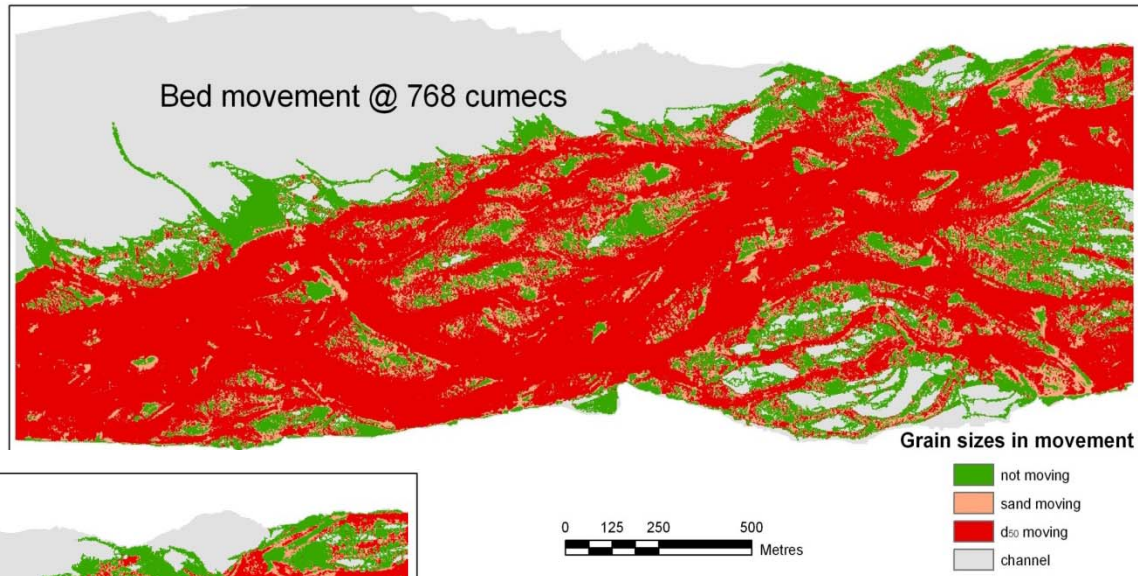 Bed movement @ 768 cumecs
Grain sizes in movement
not moving
sand moving
d50 moving
channel
0 125 250 500
Metres